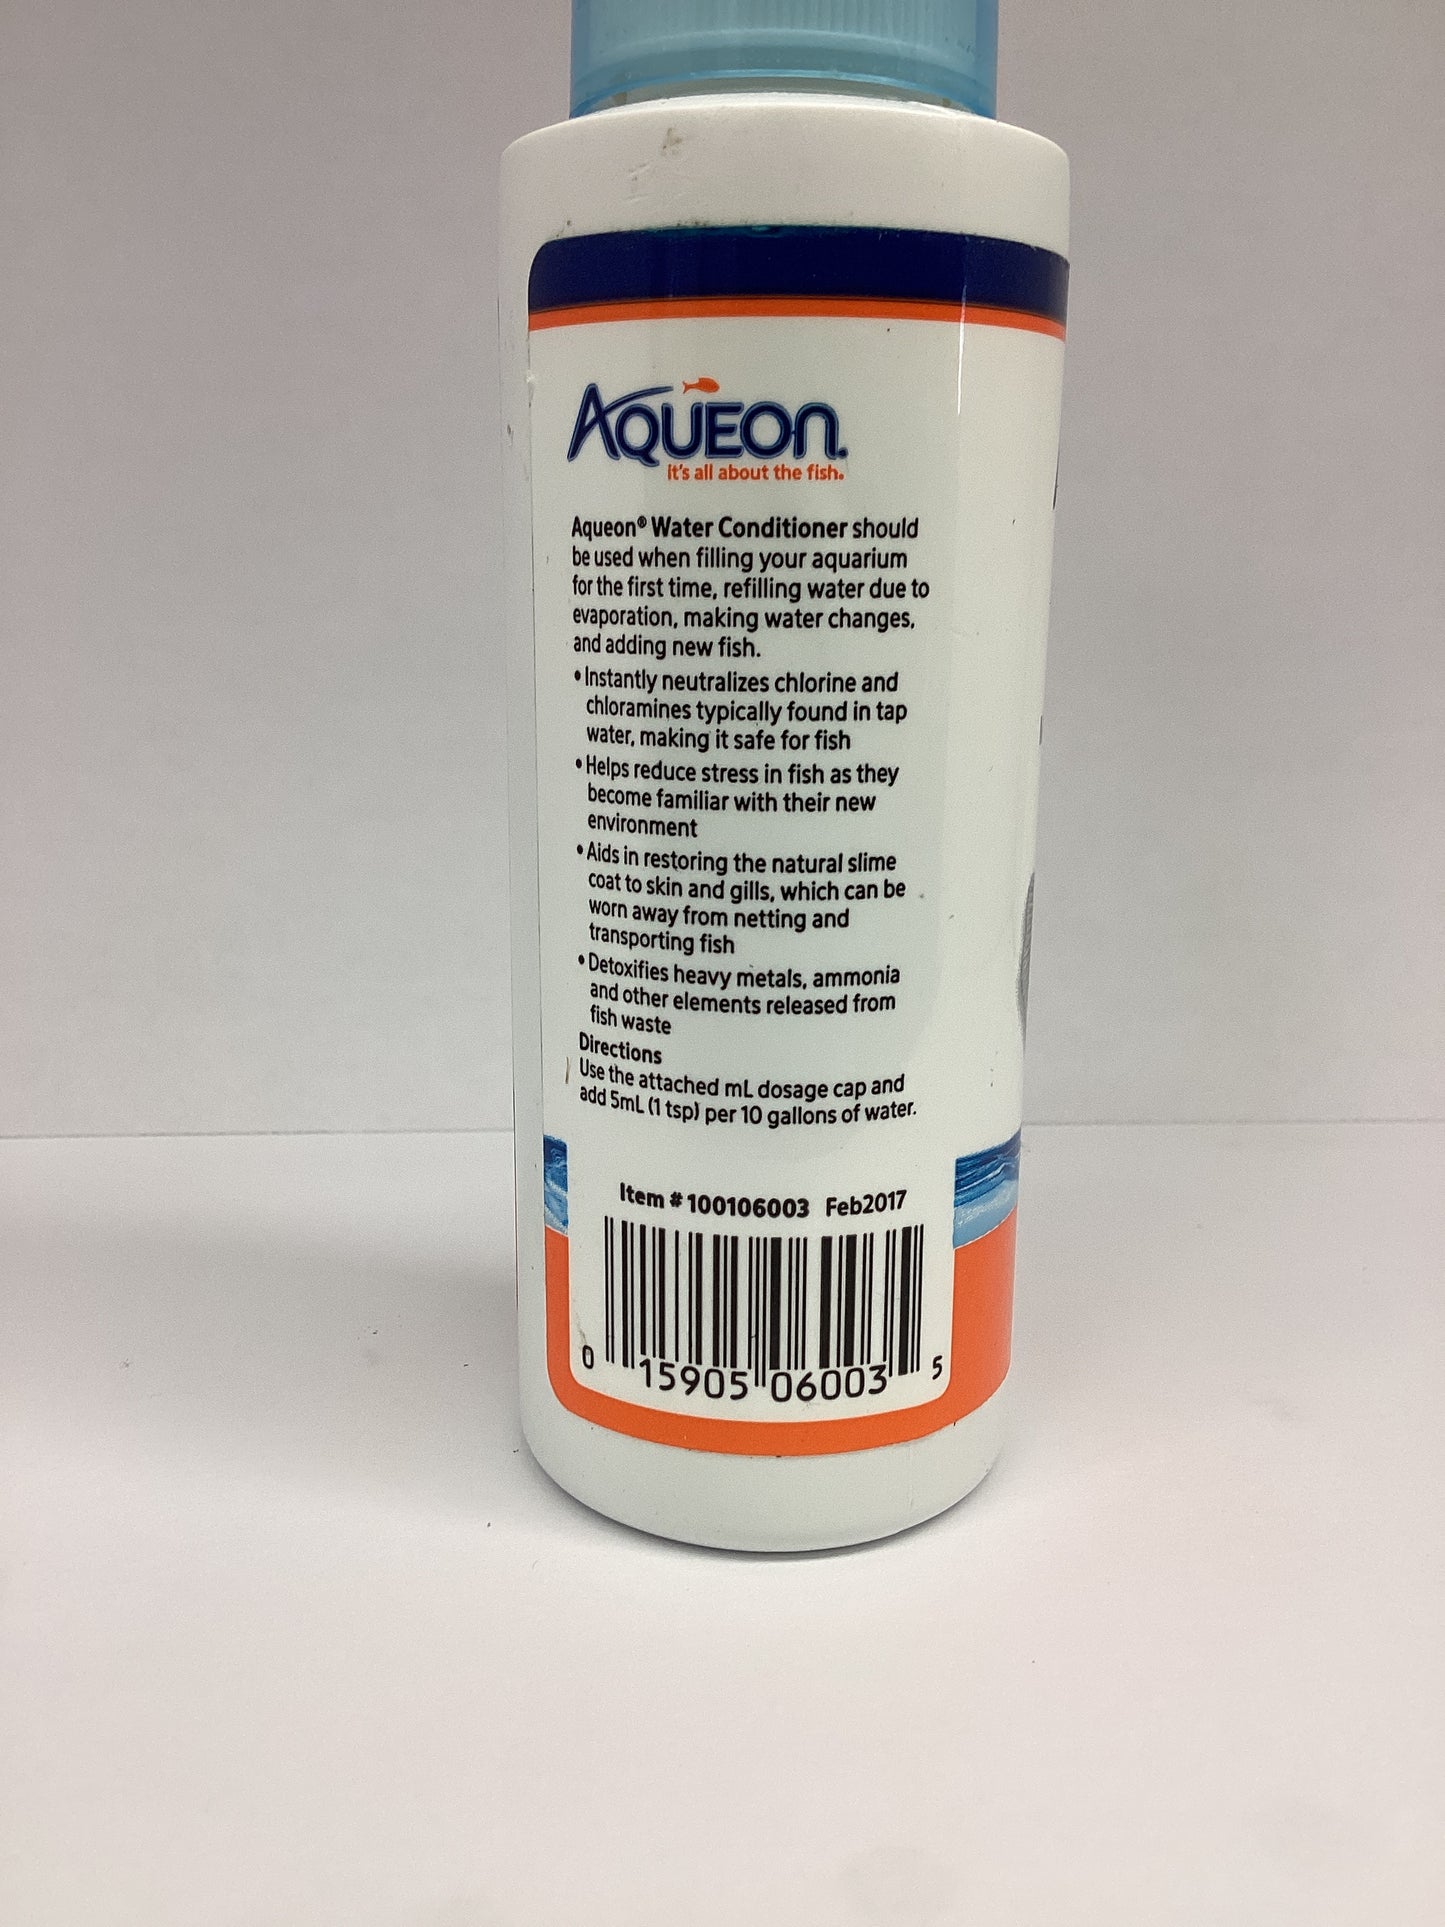 AQUEON.
it's all about the fish.
Aqueon® Water Conditioner should
be used when filling your aquarium
for the first time, refilling water due to
evaporation, making water changes,
and adding new fish.
• Instantly neutralizes chlorine and
chloramines typically found in tap
water, making it safe for fish
• Helps reduce stress in fish as they
become familiar with their new
environment
• Aids in restoring the natural slime
coat to skin and gills, which can be
worn away from netting and
transporting fish
• Detoxifies heavy metals, ammonia
and other elements released from
fish waste
Directions
Use the attached mL dosage cap and
add 5mL (1 tsp) per 10 gallons of water.
Item # 100106003 Feb2017
0 15905 06003 5